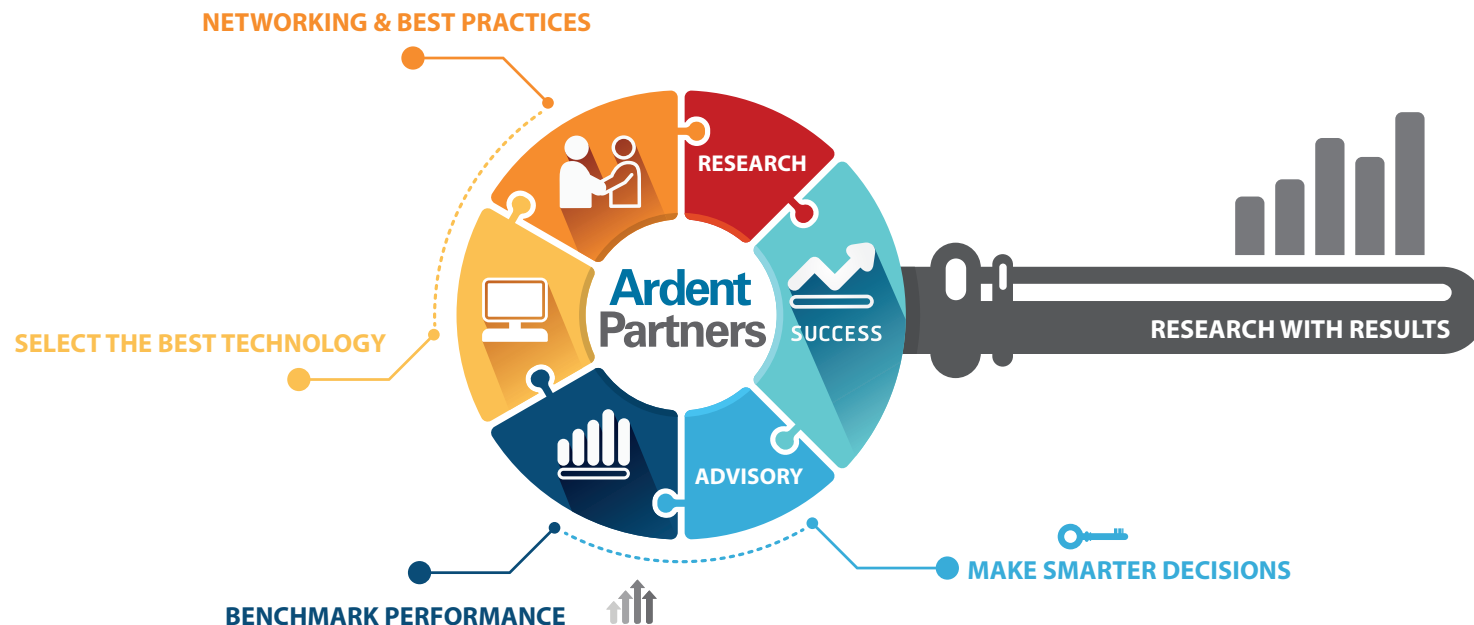 NETWORKING & BEST PRACTICES
RESEARCH
Ardent
Partners
SUCCESS
RESEARCH WITH RESULTS
SELECT THE BEST TECHNOLOGY
ADVISORY
MAKE SMARTER DECISIONS
BENCHMARK PERFORMANCE